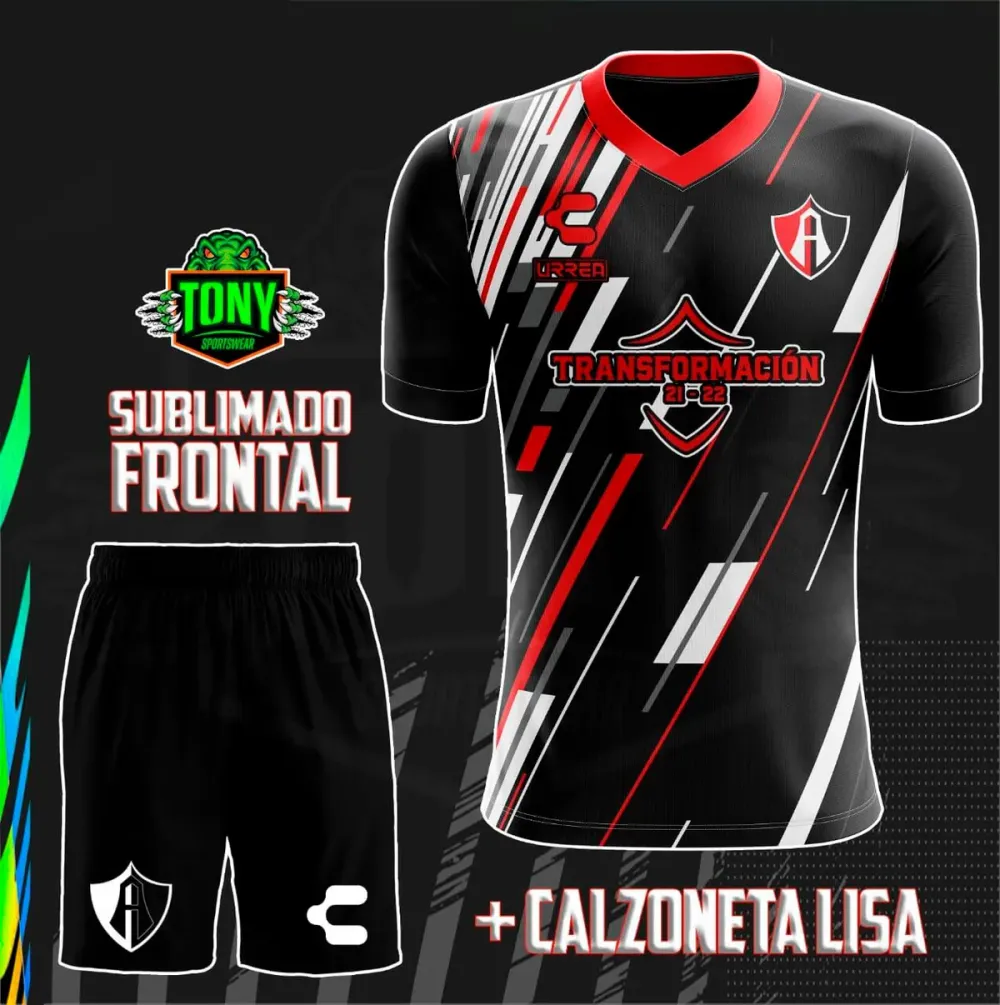 URREA
A
TRANSFORMACIÓN
21 - 22
TONY
SPORTSWEAR
SUBLIMADO
FRONTAL
A
+ CALZONETA LISA